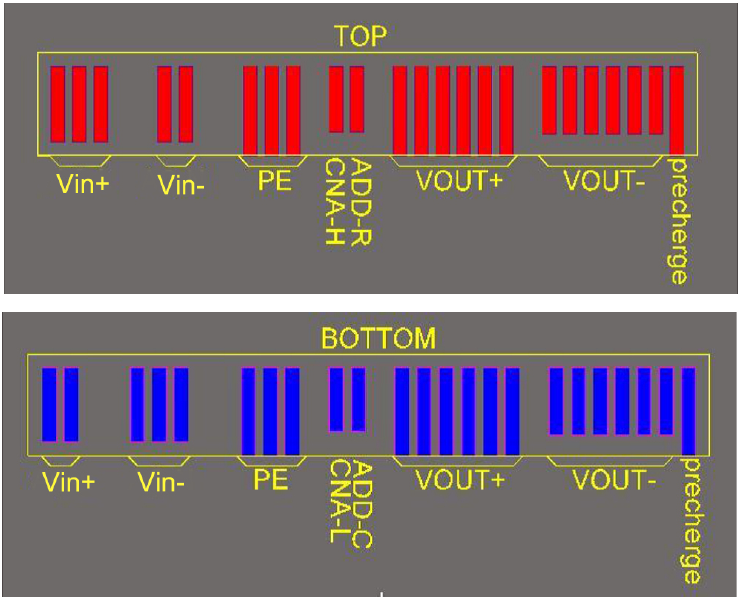 TOP
Vin+ Vin- PE CNA-H ADD-R VOUT+ VOUT- precherge
BOTTOM
Vin+ Vin- PE CNA-L ADD-C VOUT+ VOUT- precherge